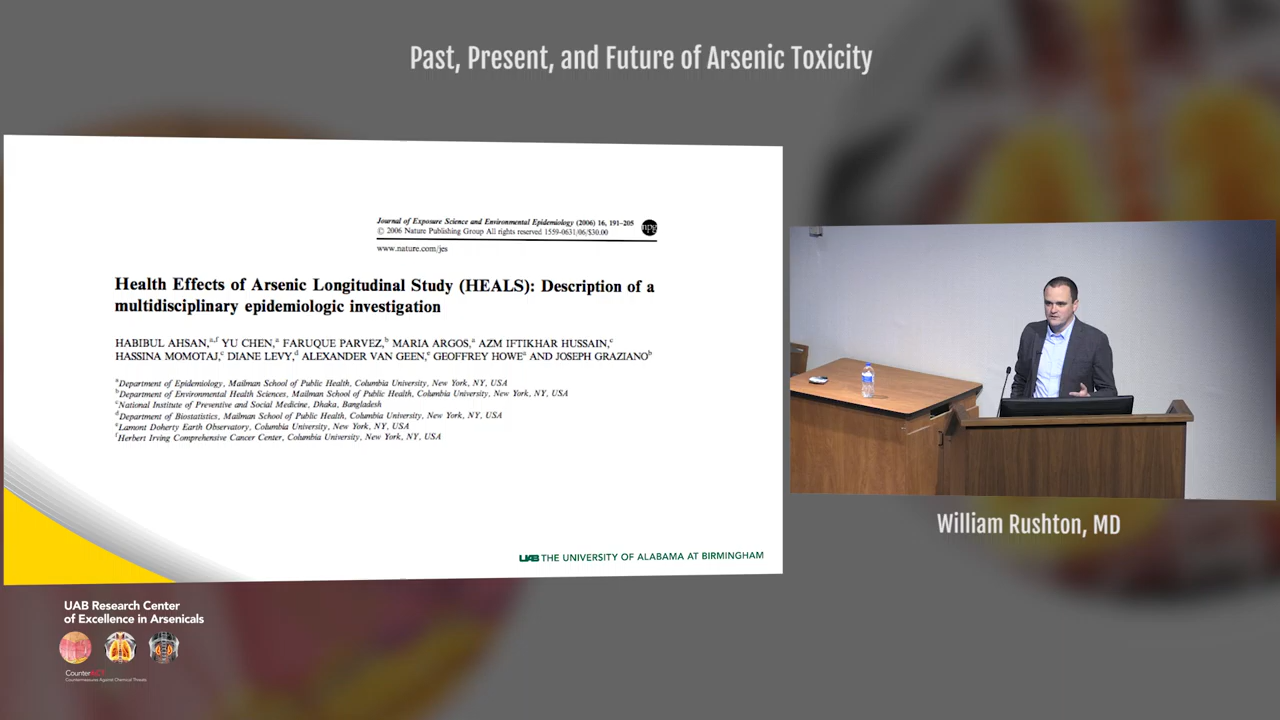 Past, Present, and Future of Arsenic Toxicity
Journal of Exposure Science and Environmental Epidemiology (2006) 16, 191–205
© 2006 Nature Publishing Group All rights reserved 1559-0631/06/$30.00
npg
www.nature.com/jes
Health Effects of Arsenic Longitudinal Study (HEALS): Description of a
multidisciplinary epidemiologic investigation
HABIBUL AHSAN,a,f YU CHEN,a FARUQUE PARVEZ,b MARIA ARGOS,a AZM IFTIKHAR HUSSAIN,c
HASSINA MOMOTAJ,c DIANE LEVY,d ALEXANDER VAN GEEN,e GEOFFREY HOWEa AND JOSEPH GRAZIANOb
aDepartment of Epidemiology, Mailman School of Public Health, Columbia University, New York, NY, USA
bDepartment of Environmental Health Sciences, Mailman School of Public Health, Columbia University, New York, NY, USA
cNational Institute of Preventive and Social Medicine, Dhaka, Bangladesh
dDepartment of Biostatistics, Mailman School of Public Health, Columbia University, New York, NY, USA
eLamont Doherty Earth Observatory, Columbia University, New York, NY, USA
fHerbert Irving Comprehensive Cancer Center, Columbia University, New York, NY, USA
UAB THE UNIVERSITY OF ALABAMA AT BIRMINGHAM
William Rushton, MD
UAB Research Center
of Excellence in Arsenicals
CounterACT
Countermeasures Against Chemical Threats